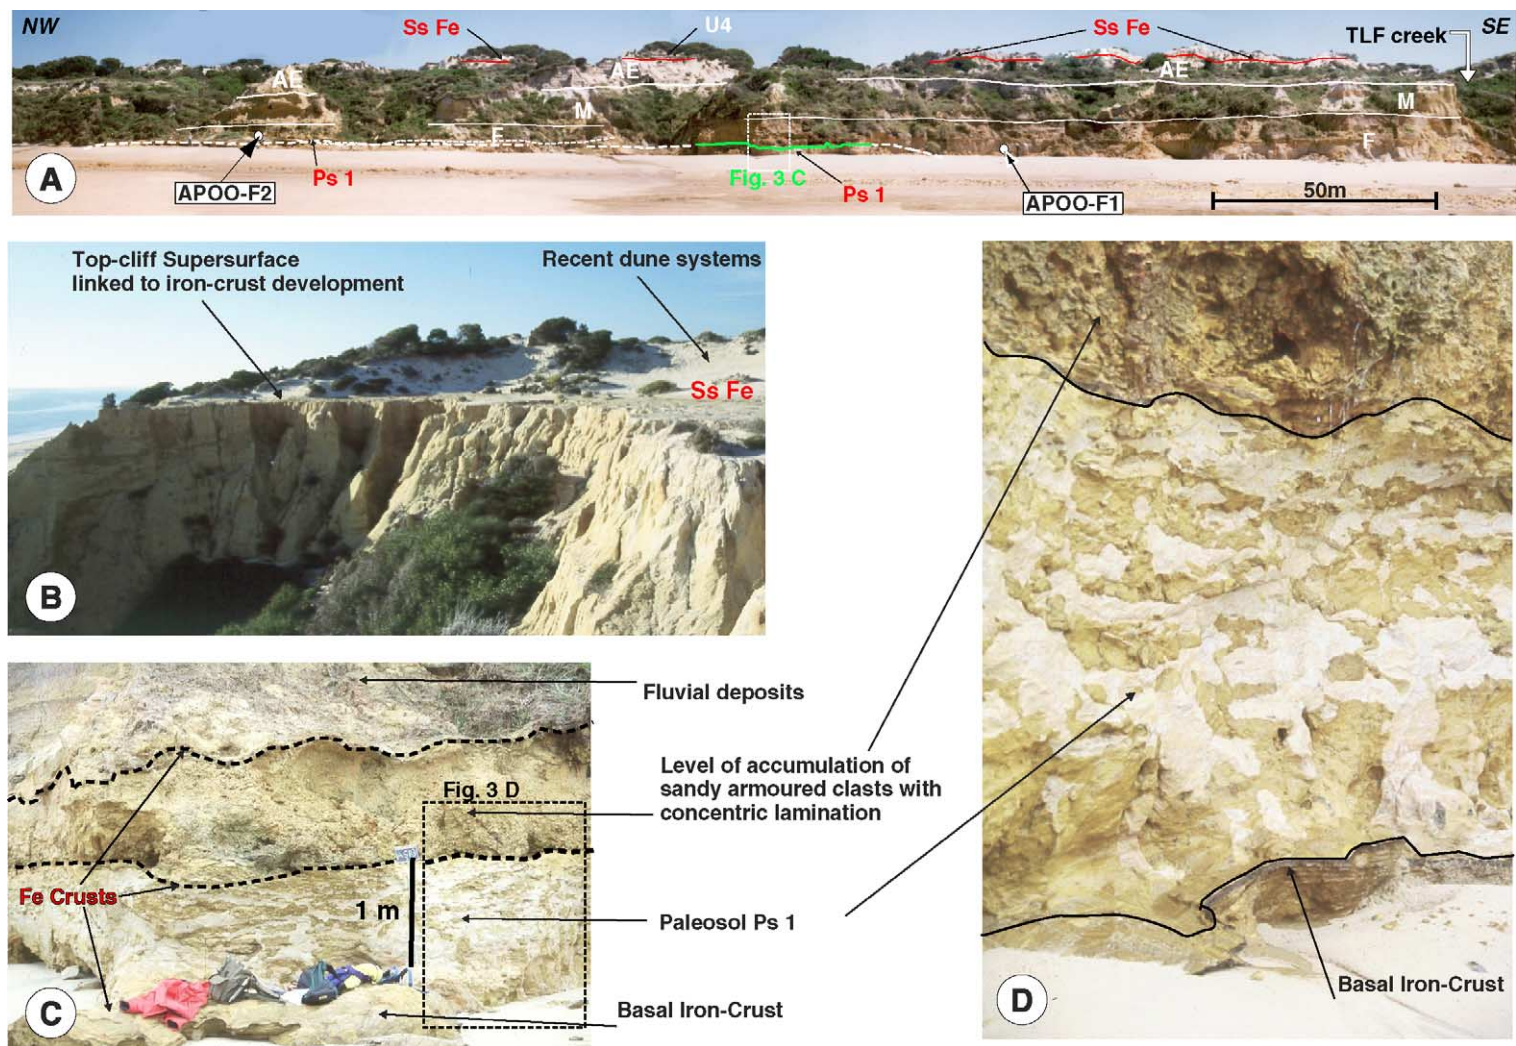 NW
Ss Fe
U4
Ss Fe
TLF creek
SE
AE
AE
AE
M
M
F
F
A
APOO-F2
Ps 1
Fig. 3 C
Ps 1
APOO-F1
50m
Top-cliff Supersurface
linked to iron-crust development
Recent dune systems
Ss Fe
B
Fluvial deposits
Level of accumulation of
sandy armoured clasts with
concentric lamination
Fig. 3 D
Fe Crusts
1 m
Paleosol Ps 1
Basal Iron-Crust
C
Basal Iron-Crust
D